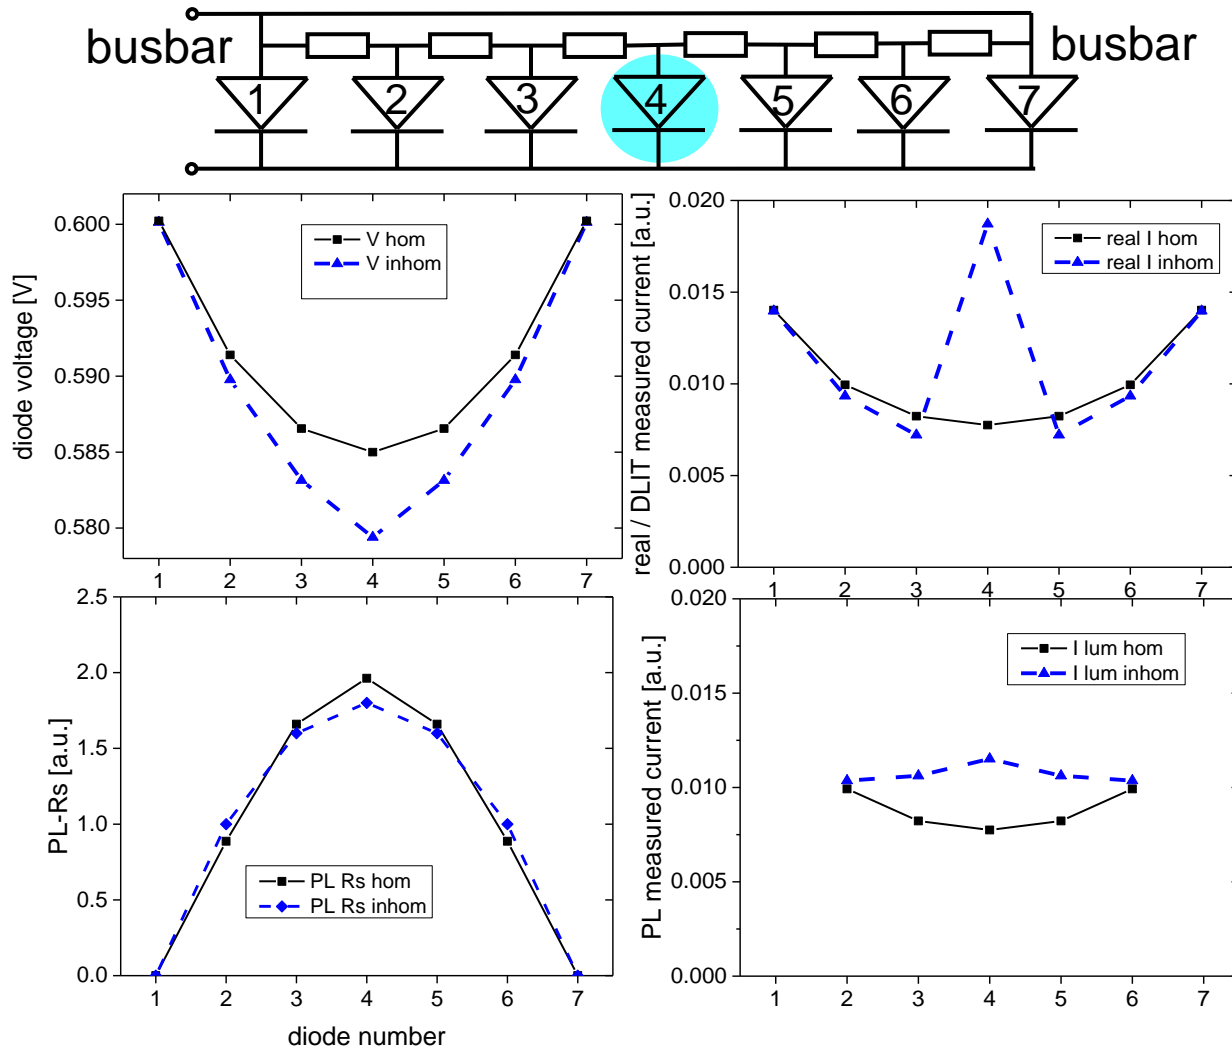 busbar
busbar
1
2
3
4
5
6
7
0.600
0.595
0.590
0.585
0.580
diode voltage [V]
V hom
V inhom
1 2 3 4 5 6 7
0.020
0.015
0.010
0.005
0.000
real / DLIT measured current [a.u.]
real I hom
real I inhom
1 2 3 4 5 6 7
2.5
2.0
1.5
1.0
0.5
0.0
PL-Rs [a.u.]
PL Rs hom
PL Rs inhom
1 2 3 4 5 6 7
diode number
0.020
0.015
0.010
0.005
0.000
PL measured current [a.u.]
I lum hom
I lum inhom
1 2 3 4 5 6 7